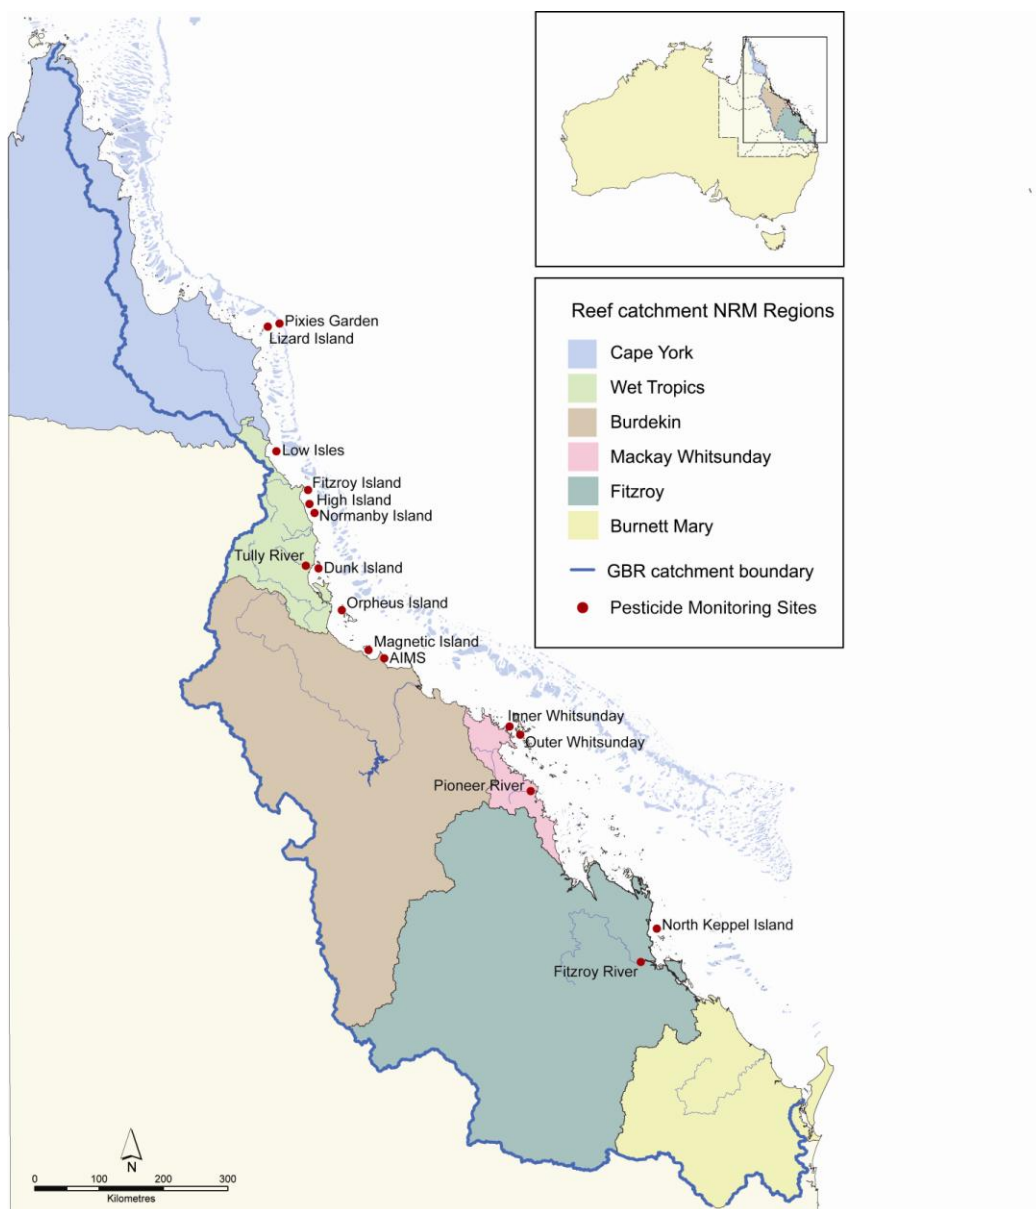 Reef catchment NRM Regions
Cape York
Wet Tropics
Burdekin
Mackay Whitsunday
Fitzroy
Burnett Mary
GBR catchment boundary
Pesticide Monitoring Sites
Pixies Garden
Lizard Island
Low Isles
Fitzroy Island
High Island
Normanby Island
Tully River
Dunk Island
Orpheus Island
Magnetic Island
AIMS
Inner Whitsunday
Outer Whitsunday
Pioneer River
North Keppel Island
Fitzroy River
N
0 100 200 300
Kilometres